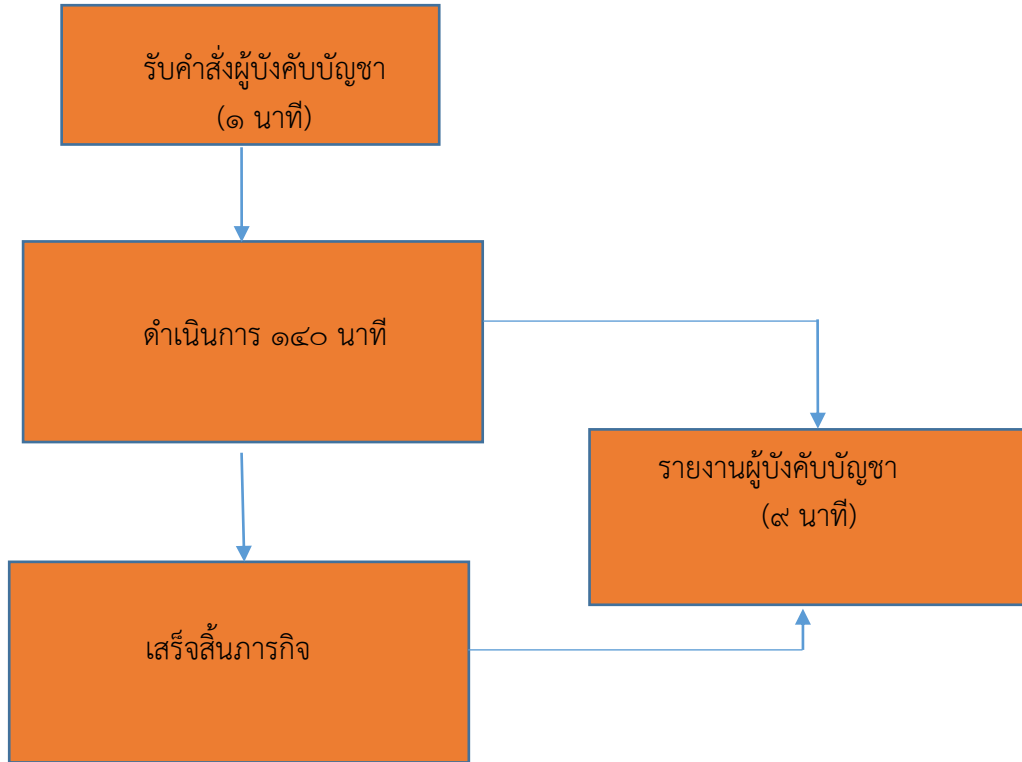 รับคำสั่งผู้บังคับบัญชา
(๑ นาที)
ดำเนินการ ๑๔๐ นาที
รายงานผู้บังคับบัญชา
(๙ นาที)
เสร็จสิ้นภารกิจ